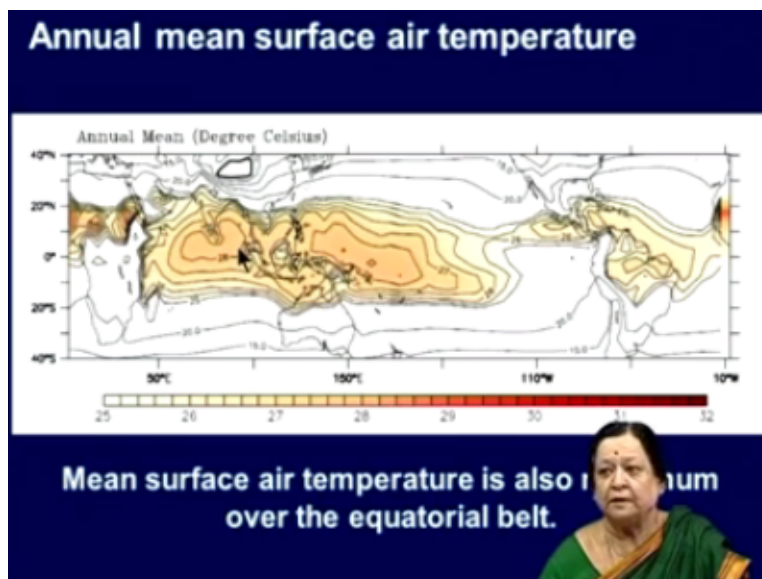 Annual mean surface air temperature
Annual Mean (Degree Celsius)
40°N
20°N
0°
20°S
40°S
50°E 150°E 110°W 10°W
25 26 27 28 29 30 31 32
Mean surface air temperature is also
over the equatorial belt.